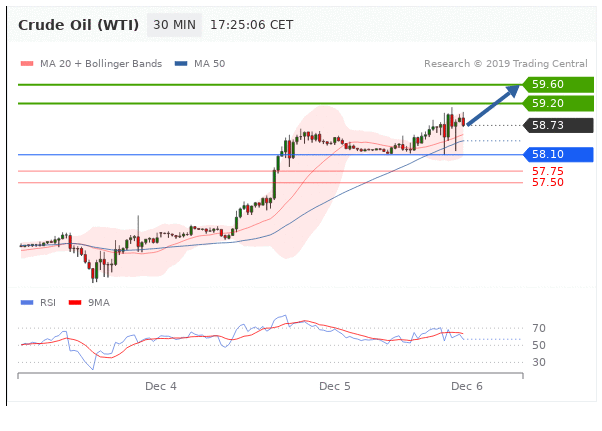 Crude Oil (WTI) 30 MIN 17:25:06 CET
MA 20 + Bollinger Bands MA 50 Research © 2019 Trading Central
59.60
59.20
58.73
58.10
57.75
57.50
RSI 9MA
70
50
30
Dec 4 Dec 5 Dec 6